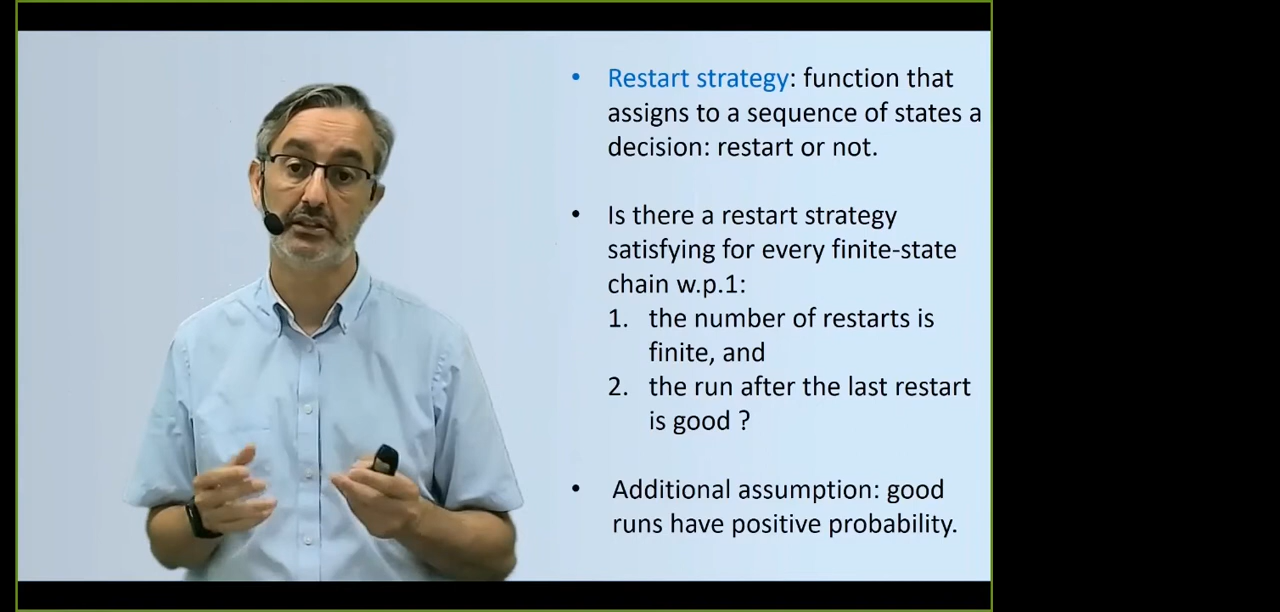 • Restart strategy: function that
assigns to a sequence of states a
decision: restart or not.
• Is there a restart strategy
satisfying for every finite-state
chain w.p.1:
1. the number of restarts is
finite, and
2. the run after the last restart
is good ?
• Additional assumption: good
runs have positive probability.